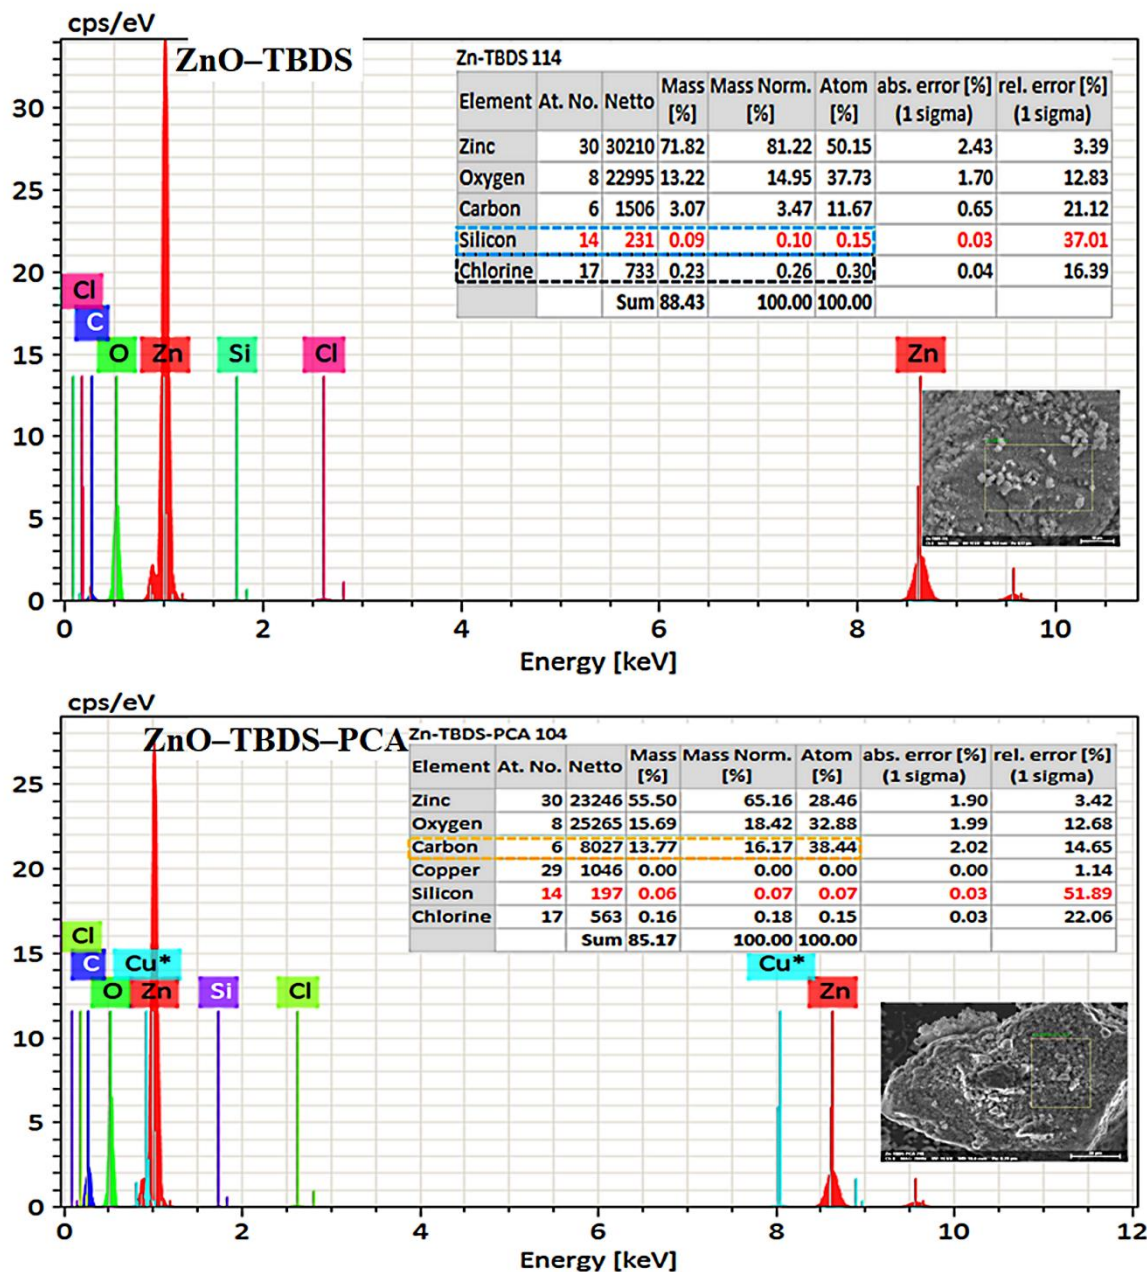 cps/eV
ZnO–TBDS
Zn-TBDS 114
Element At. No. Netto Mass [%] Mass Norm. [%] Atom [%] abs. error [%] (1 sigma) rel. error [%] (1 sigma)
Zinc 30 30210 71.82 81.22 50.15 2.43 3.39
Oxygen 8 22995 13.22 14.95 37.73 1.70 12.83
Carbon 6 1506 3.07 3.47 11.67 0.65 21.12
Silicon 14 231 0.09 0.10 0.15 0.03 37.01
Chlorine 17 733 0.23 0.26 0.30 0.04 16.39
Sum 88.43 100.00 100.00
30
25
20
15
10
5
0
Cl
C
O Zn Si Cl Zn
0 2 4 6 8 10
Energy [keV]
cps/eV
ZnO–TBDS–PCA
Zn-TBDS-PCA 104
Element At. No. Netto Mass [%] Mass Norm. [%] Atom [%] abs. error [%] (1 sigma) rel. error [%] (1 sigma)
Zinc 30 23246 55.50 65.16 28.46 1.90 3.42
Oxygen 8 25265 15.69 18.42 32.88 1.99 12.68
Carbon 6 8027 13.77 16.17 38.44 2.02 14.65
Copper 29 1046 0.00 0.00 0.00 0.00 1.14
Silicon 14 197 0.06 0.07 0.07 0.03 51.89
Chlorine 17 563 0.16 0.18 0.15 0.03 22.06
Sum 85.17 100.00 100.00
25
20
15
10
5
0
Cl
C Cu* Cu*
O Zn Si Cl Zn
0 2 4 6 8 10 12
Energy [keV]